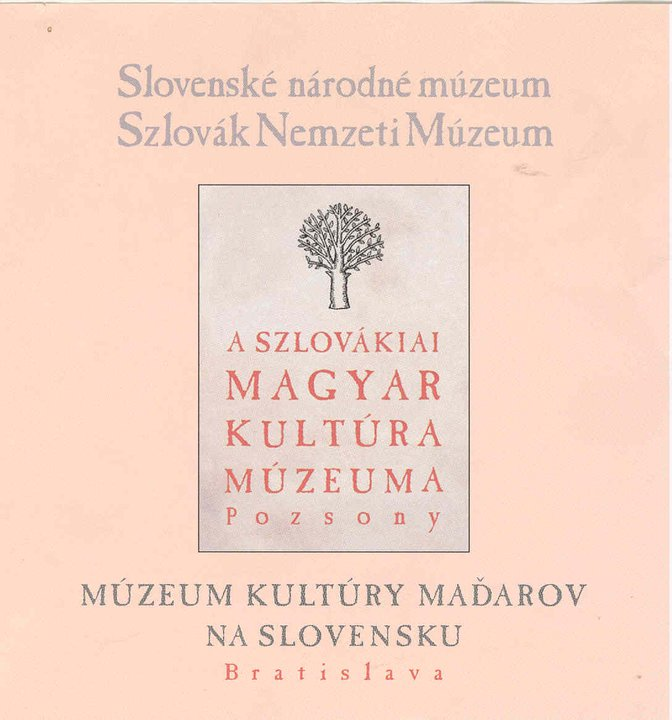 Slovenské národné múzeum
Szlovák Nemzeti Múzeum
A SZLOVÁKIAI
MAGYAR
KULTÚRA
MÚZEUMA
Pozsony
MÚZEUM KULTÚRY MAĎAROV
NA SLOVENSKU
Bratislava